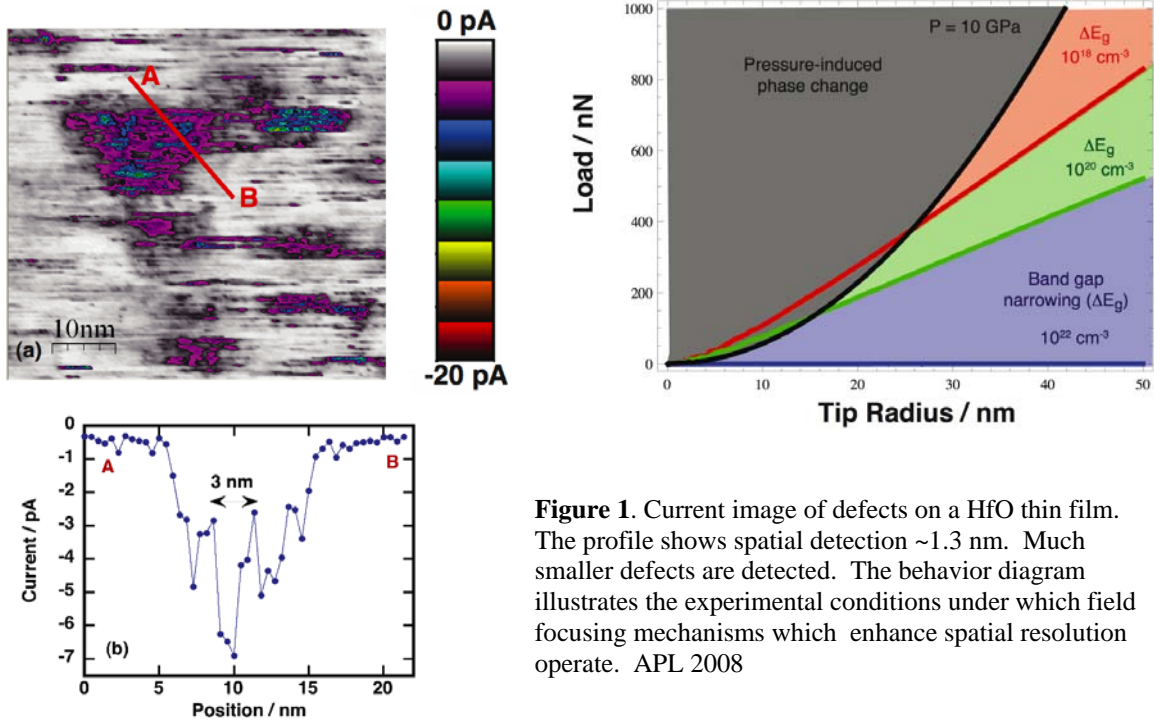 0 pA
A
B
10nm
(a)
-20 pA
1000
800
600
400
200
0
Load / nN
P = 10 GPa
Pressure-induced
phase change
ΔEg
10¹⁸ cm⁻³
ΔEg
10²⁰ cm⁻³
Band gap
narrowing (ΔEg)
10²² cm⁻³
0 10 20 30 40 50
Tip Radius / nm
0
-1
-2
-3
-4
-5
-6
-7
Current / pA
A
B
3 nm
(b)
0 5 10 15 20
Position / nm
Figure 1. Current image of defects on a HfO thin film.
The profile shows spatial detection ~1.3 nm. Much
smaller defects are detected. The behavior diagram
illustrates the experimental conditions under which field
focusing mechanisms which enhance spatial resolution
operate. APL 2008